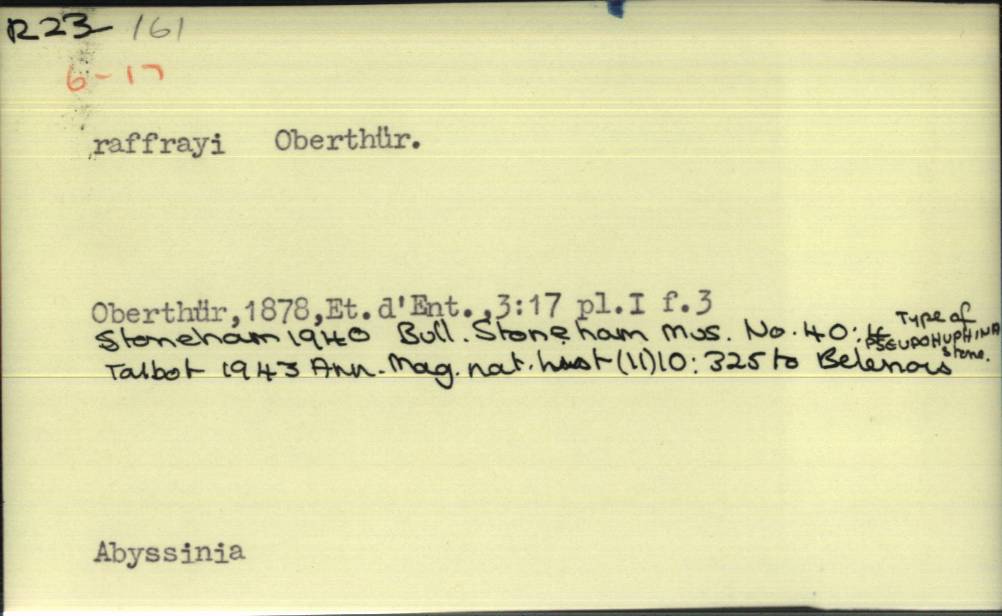 R23 161
6-17
raffrayi Oberthür.
Oberthür,1878,Et.d'Ent.,3:17 pl.I f.3
Stoneham 1940 Bull. Stoneham Mus. No. 40: Type of PSEUDOHUPHINA Stone.
Talbot 1943 Ann. Mag. nat. hist (11)10: 325 to Belenois
Abyssinia